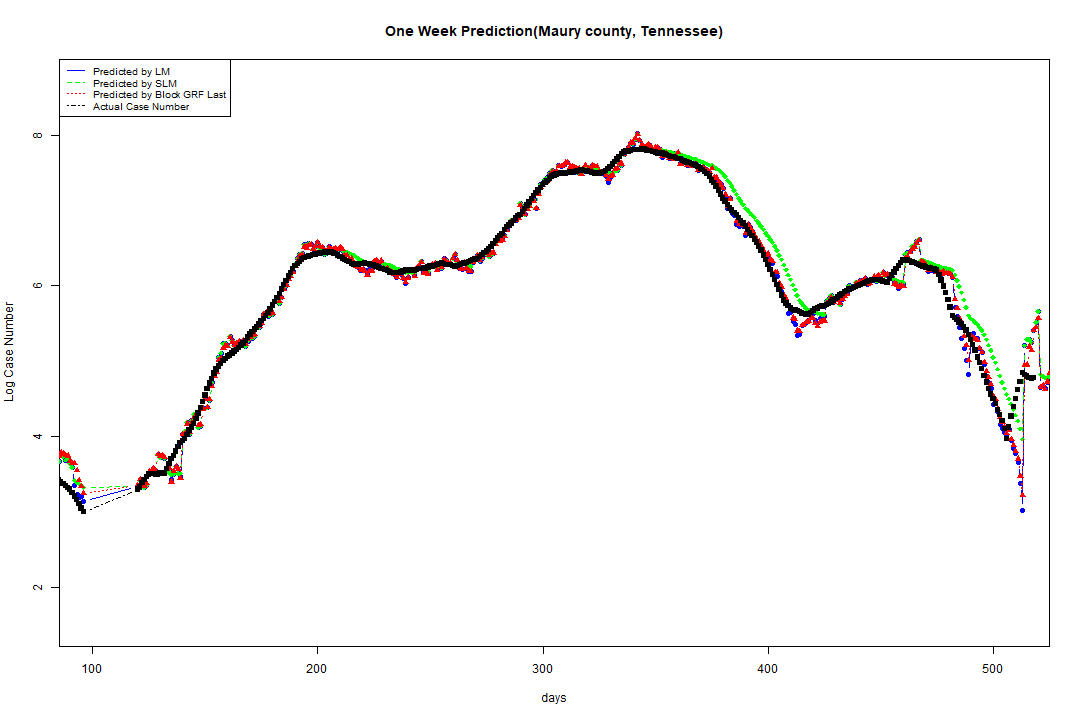 One Week Prediction(Maury county, Tennessee)
Predicted by LM
Predicted by SLM
Predicted by Block GRF Last
Actual Case Number
8
6
4
2
Log Case Number
100 200 300 400 500
days